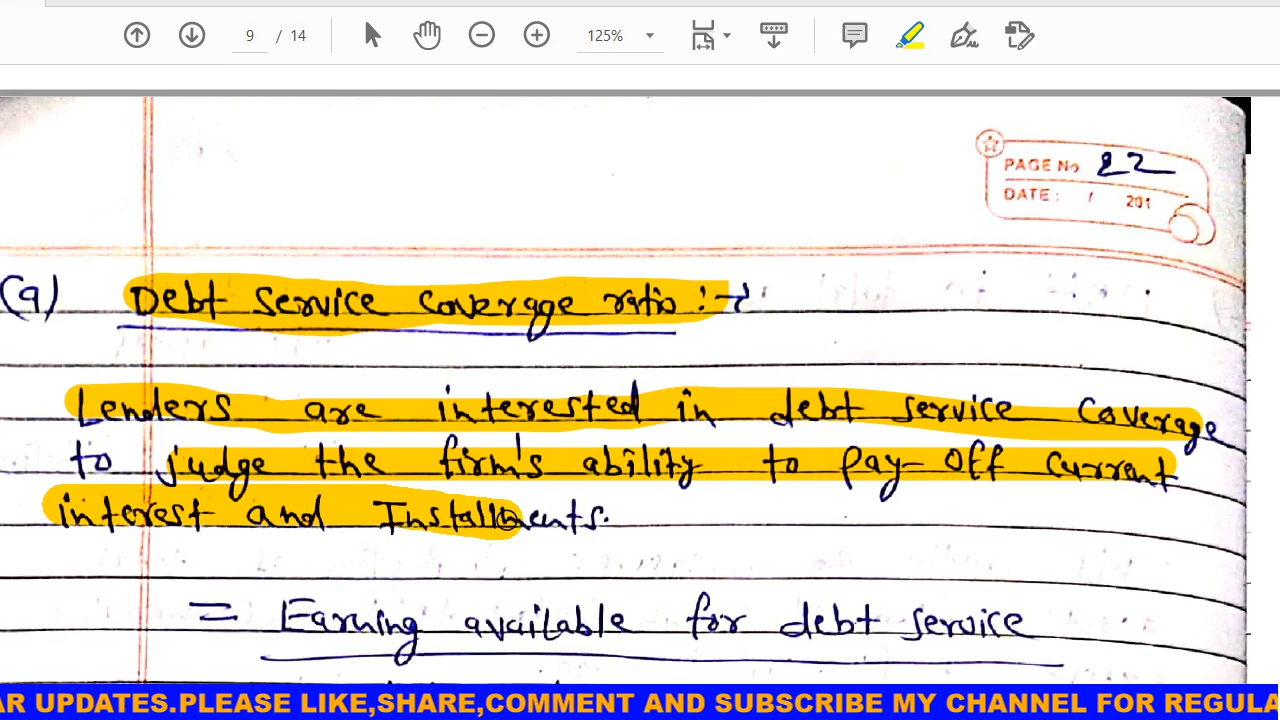 9 / 14 125%
PAGE No 22
DATE: / 201
(9) Debt service coverage ratio :→
Lenders are interested in debt service coverage
to judge the firm's ability to pay-off current
interest and Installments.
= Earning available for debt service
AR UPDATES.PLEASE LIKE,SHARE,COMMENT AND SUBSCRIBE MY CHANNEL FOR REGULA